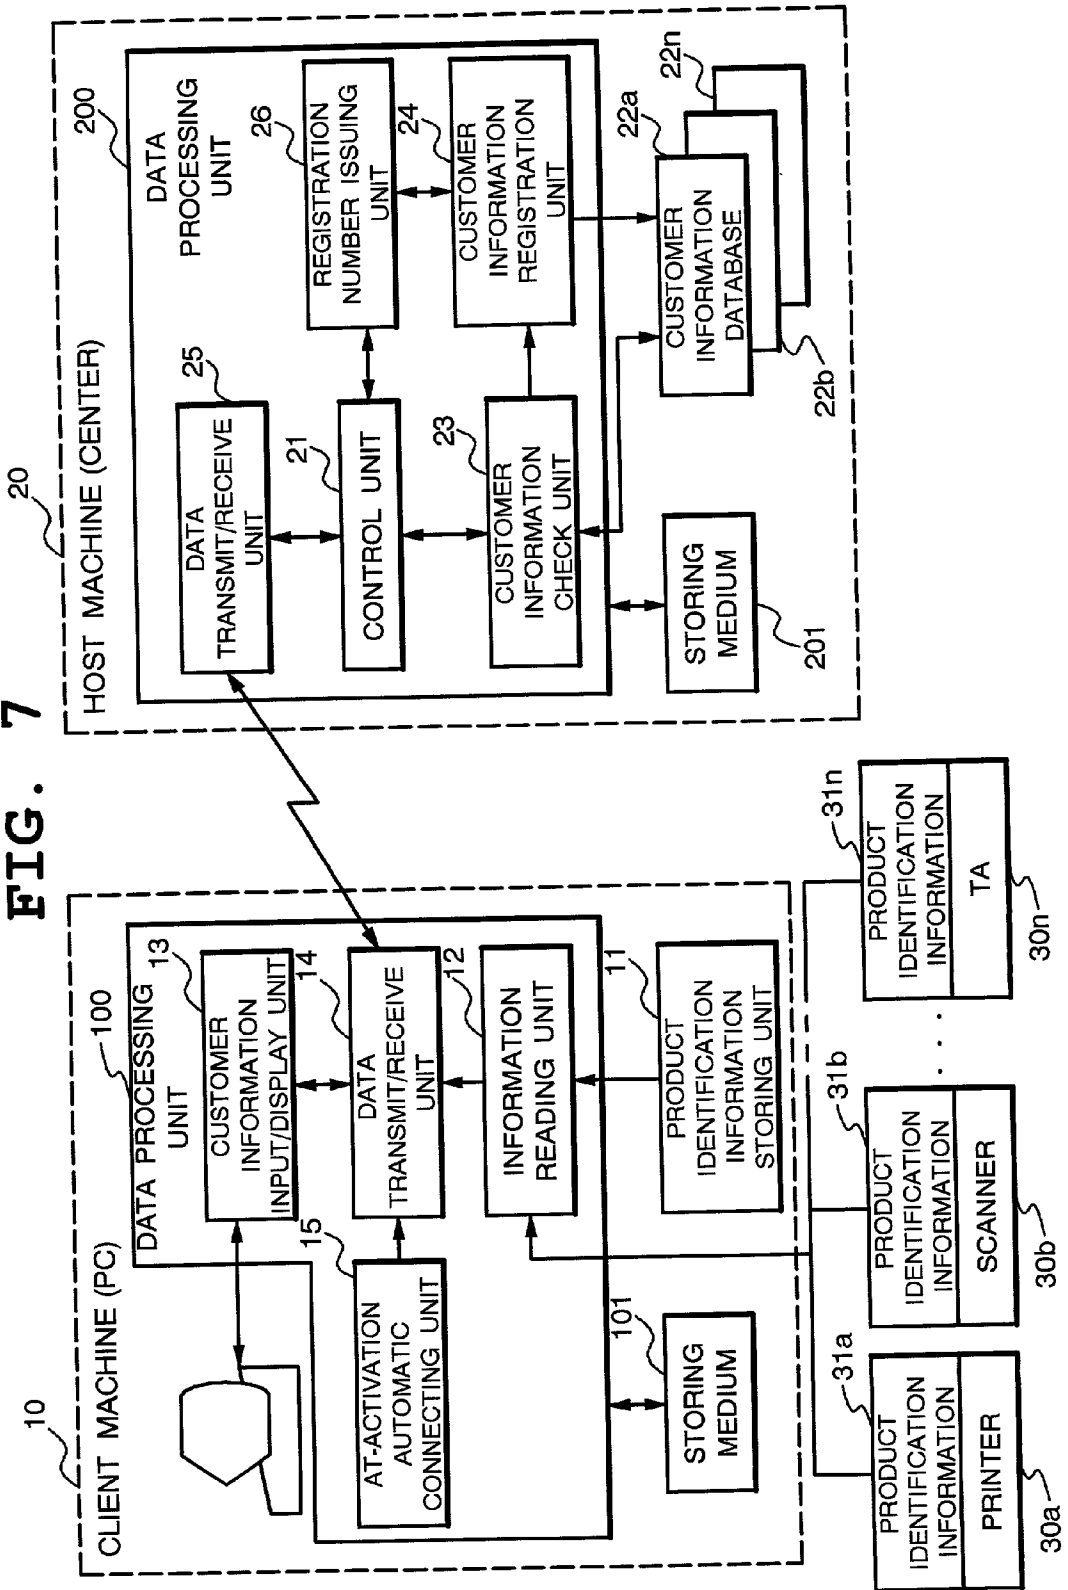 FIG. 7
10
CLIENT MACHINE (PC)
100
DATA PROCESSING
UNIT
13
CUSTOMER
INFORMATION
INPUT/DISPLAY UNIT
15
AT-ACTIVATION
AUTOMATIC
CONNECTING UNIT
14
DATA
TRANSMIT/RECEIVE
UNIT
12
INFORMATION
READING UNIT
101
STORING
MEDIUM
11
PRODUCT
IDENTIFICATION
INFORMATION
STORING UNIT
31a
PRODUCT
IDENTIFICATION
INFORMATION
PRINTER
30a
31b
PRODUCT
IDENTIFICATION
INFORMATION
SCANNER
30b
. . .
31n
PRODUCT
IDENTIFICATION
INFORMATION
TA
30n
20
HOST MACHINE (CENTER)
200
DATA
PROCESSING
UNIT
25
DATA
TRANSMIT/RECEIVE
UNIT
26
REGISTRATION
NUMBER ISSUING
UNIT
21
CONTROL UNIT
24
CUSTOMER
INFORMATION
REGISTRATION
UNIT
23
CUSTOMER
INFORMATION
CHECK UNIT
201
STORING
MEDIUM
22a
CUSTOMER
INFORMATION
DATABASE
22b
22n